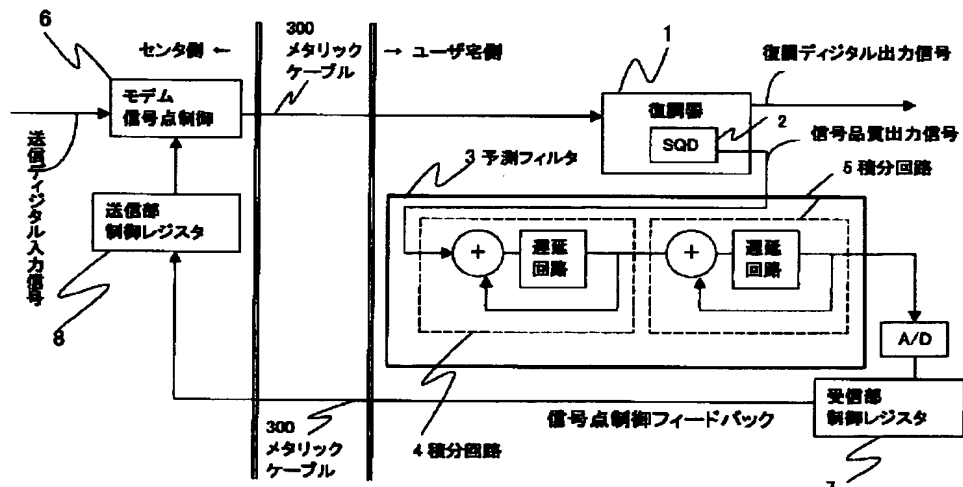 6
センタ側 ←
300
メタリック
ケーブル
→ ユーザ宅側
1
復調ディジタル出力信号
モデム
信号点制御
復調器
2
SQD
信号品質出力信号
送信ディジタル入力信号
3 予測フィルタ
5 積分回路
送信部
制御レジスタ
+
遅延
回路
+
遅延
回路
8
A/D
受信部
制御レジスタ
信号点制御フィードバック
300
メタリック
ケーブル
4 積分回路
7